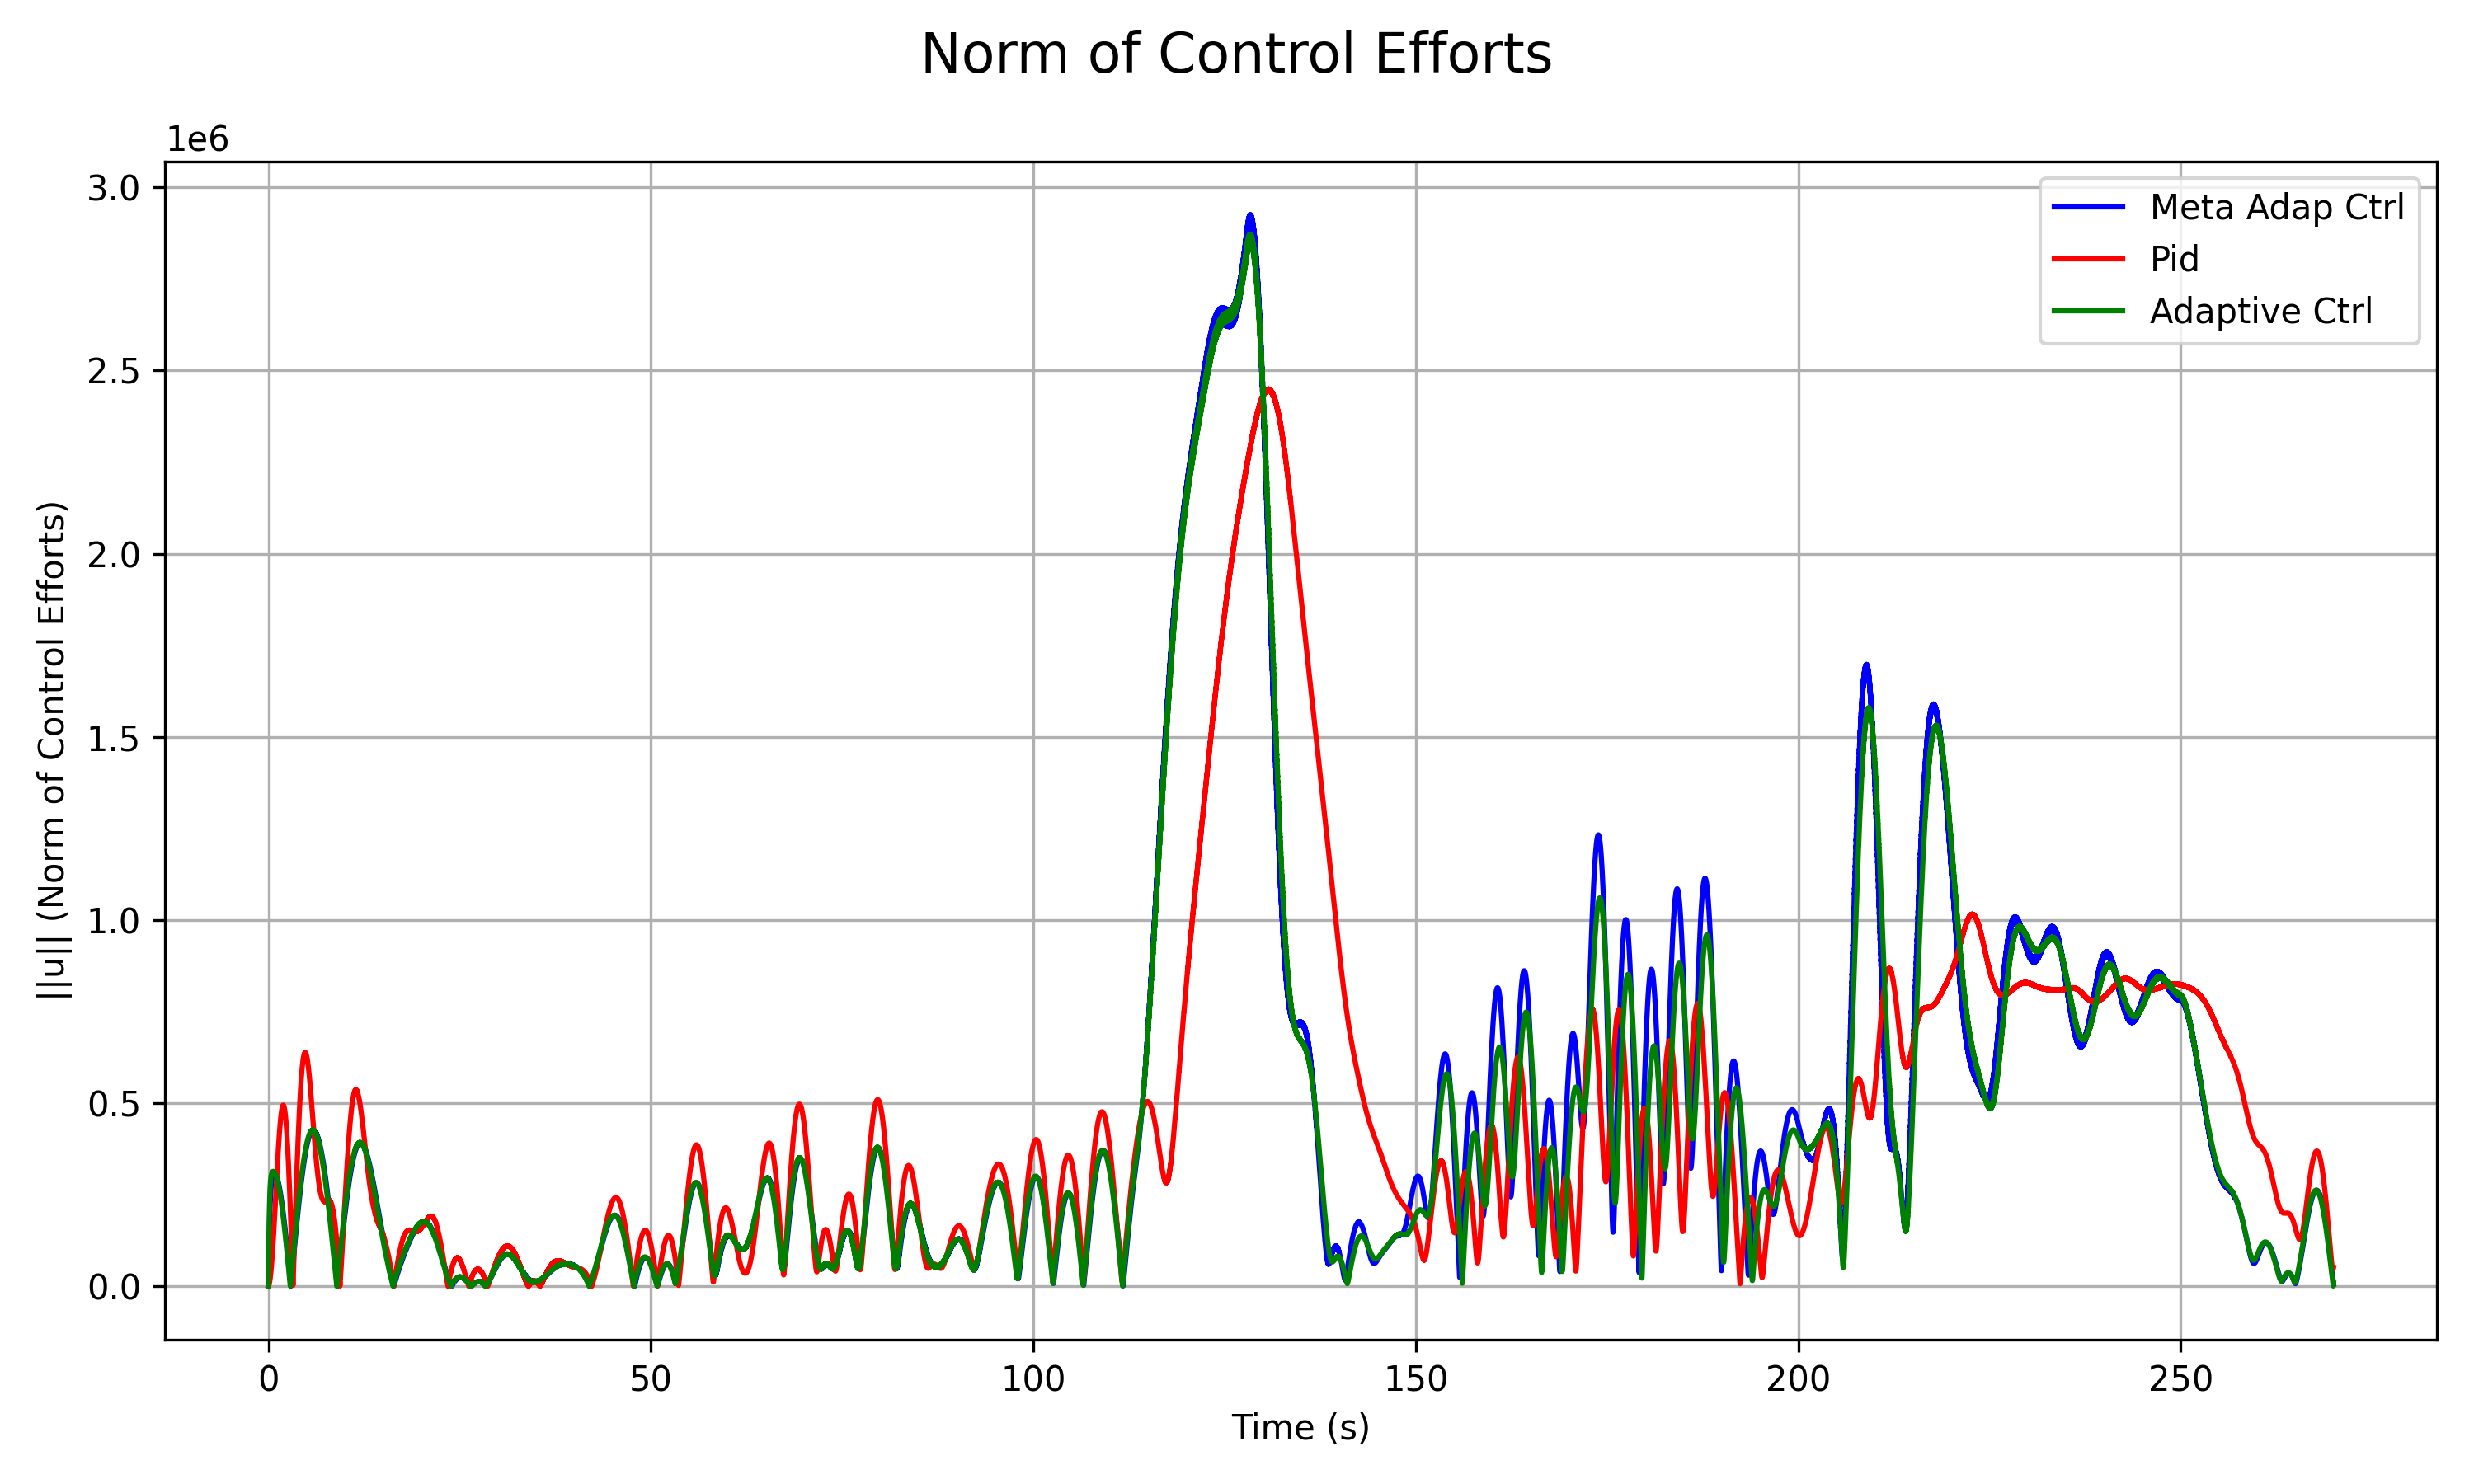 Norm of Control Efforts
1e6
3.0
2.5
2.0
1.5
1.0
0.5
0.0
||u|| (Norm of Control Efforts)
Meta Adap Ctrl
Pid
Adaptive Ctrl
0 50 100 150 200 250
Time (s)